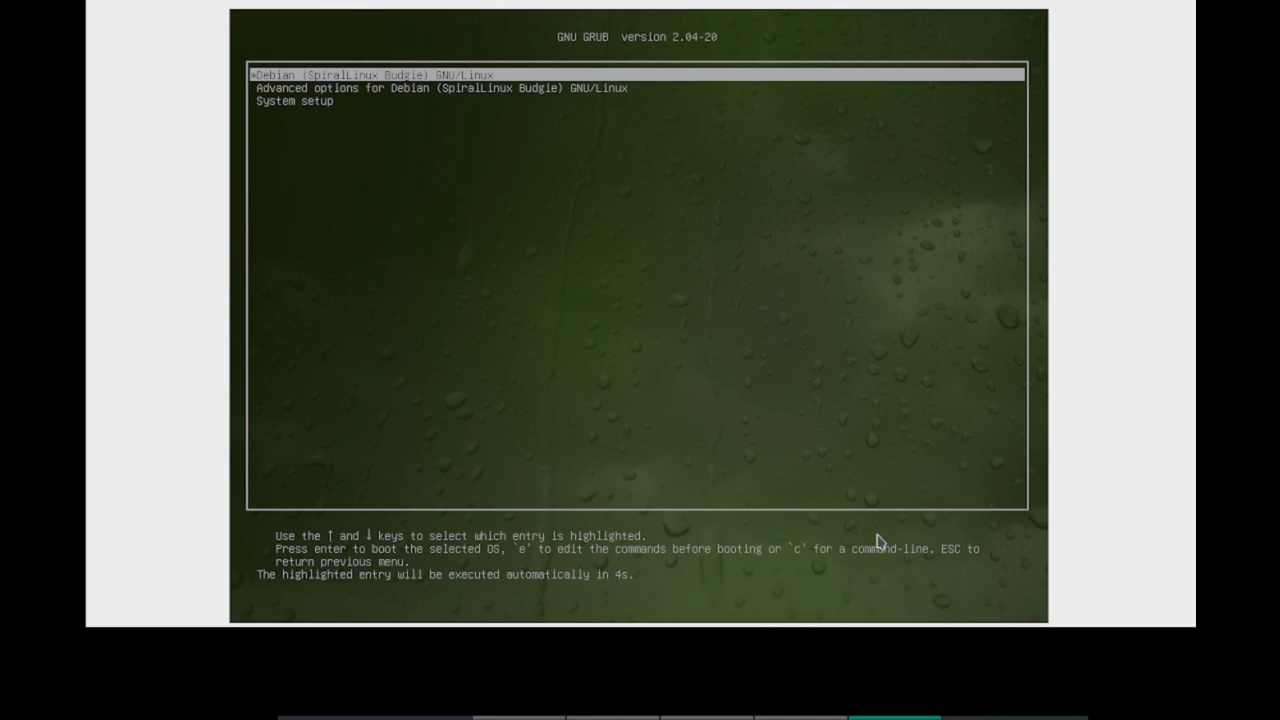 GNU GRUB version 2.04-20
*Debian (SpiralLinux Budgie) GNU/Linux
Advanced options for Debian (SpiralLinux Budgie) GNU/Linux
System setup
Use the ↑ and ↓ keys to select which entry is highlighted.
Press enter to boot the selected OS, `e' to edit the commands before booting or `c' for a command-line. ESC to
return previous menu.
The highlighted entry will be executed automatically in 4s.